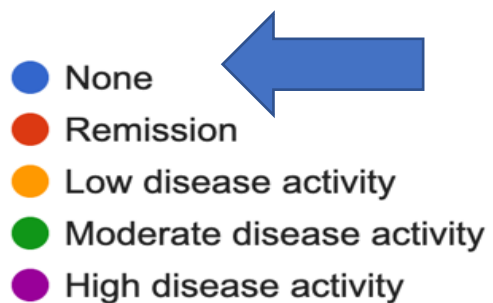 None
Remission
Low disease activity
Moderate disease activity
High disease activity